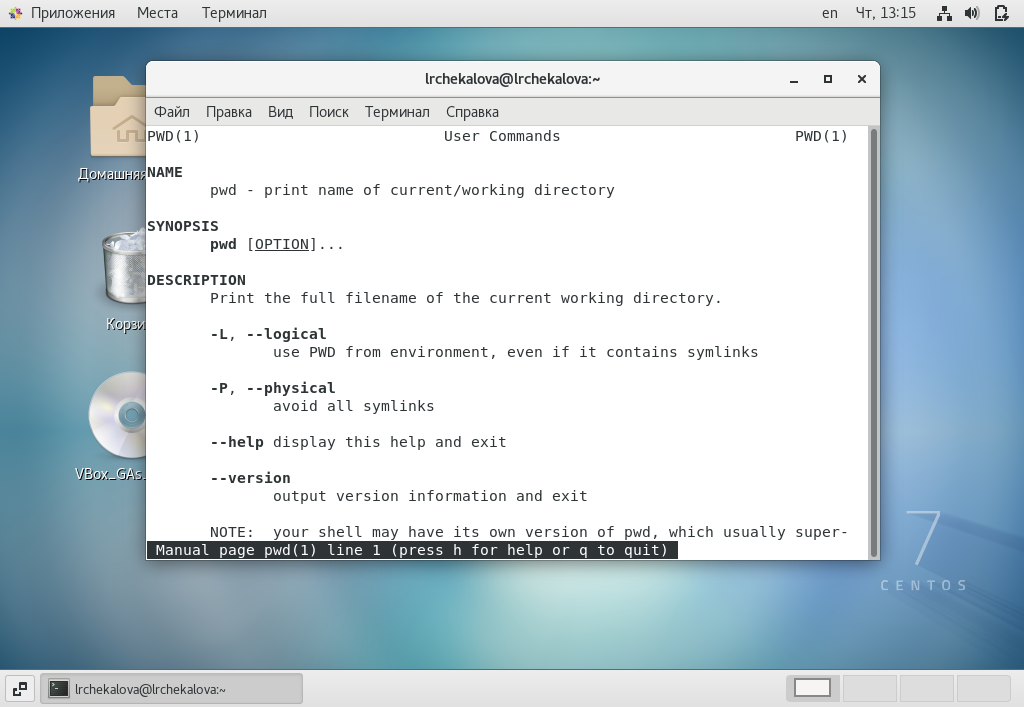 Приложения Места Терминал en Чт, 13:15
lrchekalova@lrchekalova:~
Файл Правка Вид Поиск Терминал Справка
PWD(1) User Commands PWD(1)
NAME
pwd - print name of current/working directory
SYNOPSIS
pwd [OPTION]...
DESCRIPTION
Print the full filename of the current working directory.
-L, --logical
use PWD from environment, even if it contains symlinks
-P, --physical
avoid all symlinks
--help display this help and exit
--version
output version information and exit
NOTE: your shell may have its own version of pwd, which usually super-
Manual page pwd(1) line 1 (press h for help or q to quit)
Домашняя
Корзи
VBox_GAs_
7
CENTOS
lrchekalova@lrchekalova:~